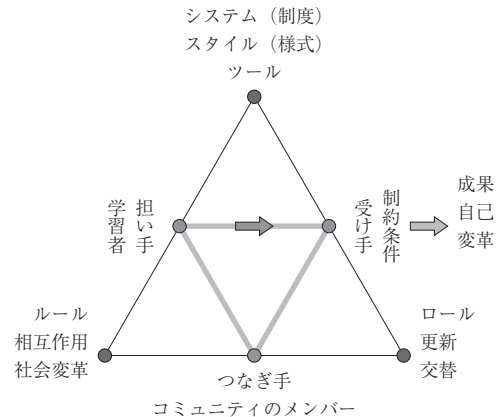 システム（制度）
スタイル（様式）
ツール
担い手
学習者
制約条件
受け手
成果
自己
変革
ルール
相互作用
社会変革
ロール
更新
交替
つなぎ手
コミュニティのメンバー